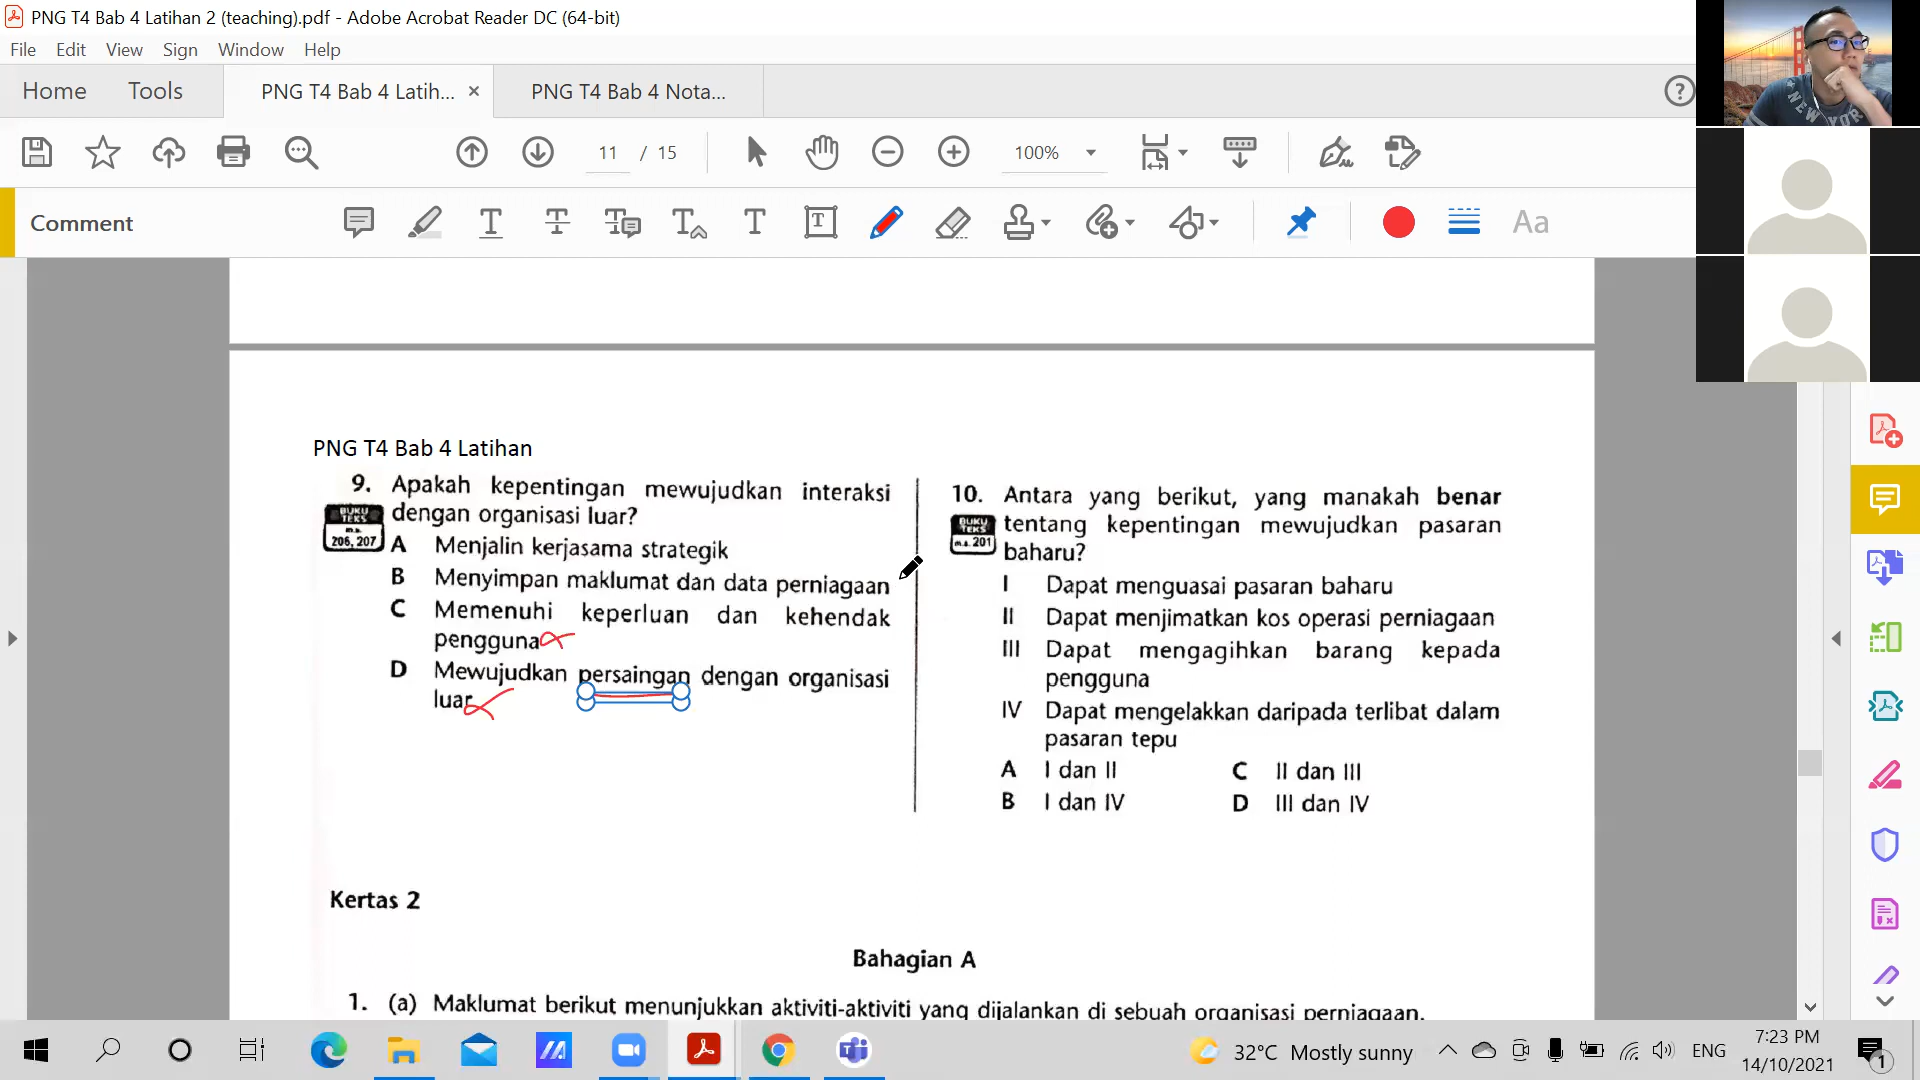 PNG T4 Bab 4 Latihan 2 (teaching).pdf - Adobe Acrobat Reader DC (64-bit)
File Edit View Sign Window Help
Home Tools PNG T4 Bab 4 Latih... × PNG T4 Bab 4 Nota...
11 / 15 100%
Comment
Aa
NEW YORK
PNG T4 Bab 4 Latihan
9. Apakah kepentingan mewujudkan interaksi
dengan organisasi luar?
BUKU
TEKS
m.s.
206, 207
A Menjalin kerjasama strategik
B Menyimpan maklumat dan data perniagaan
C Memenuhi keperluan dan kehendak
pengguna
D Mewujudkan persaingan dengan organisasi
luar
10. Antara yang berikut, yang manakah benar
tentang kepentingan mewujudkan pasaran
baharu?
BUKU
TEKS
m.s. 201
I Dapat menguasai pasaran baharu
II Dapat menjimatkan kos operasi perniagaan
III Dapat mengagihkan barang kepada
pengguna
IV Dapat mengelakkan daripada terlibat dalam
pasaran tepu
A I dan II C II dan III
B I dan IV D III dan IV
Kertas 2
Bahagian A
1. (a) Maklumat berikut menunjukkan aktiviti-aktiviti yang dijalankan di sebuah organisasi perniagaan.
32°C Mostly sunny
ENG
7:23 PM
14/10/2021
1